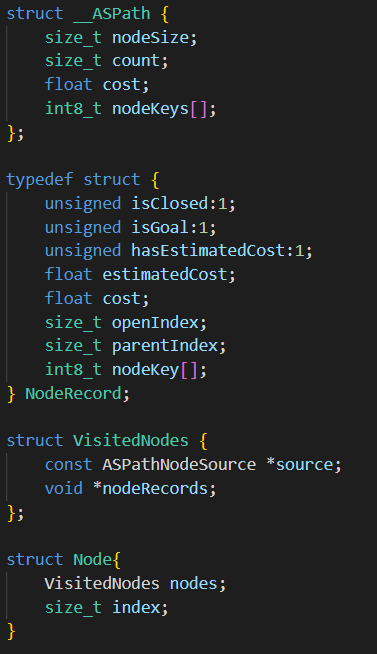 struct __ASPath {
    size_t nodeSize;
    size_t count;
    float cost;
    int8_t nodeKeys[];
};

typedef struct {
    unsigned isClosed:1;
    unsigned isGoal:1;
    unsigned hasEstimatedCost:1;
    float estimatedCost;
    float cost;
    size_t openIndex;
    size_t parentIndex;
    int8_t nodeKey[];
} NodeRecord;

struct VisitedNodes {
    const ASPathNodeSource *source;
    void *nodeRecords;
};

struct Node{
    VisitedNodes nodes;
    size_t index;
}